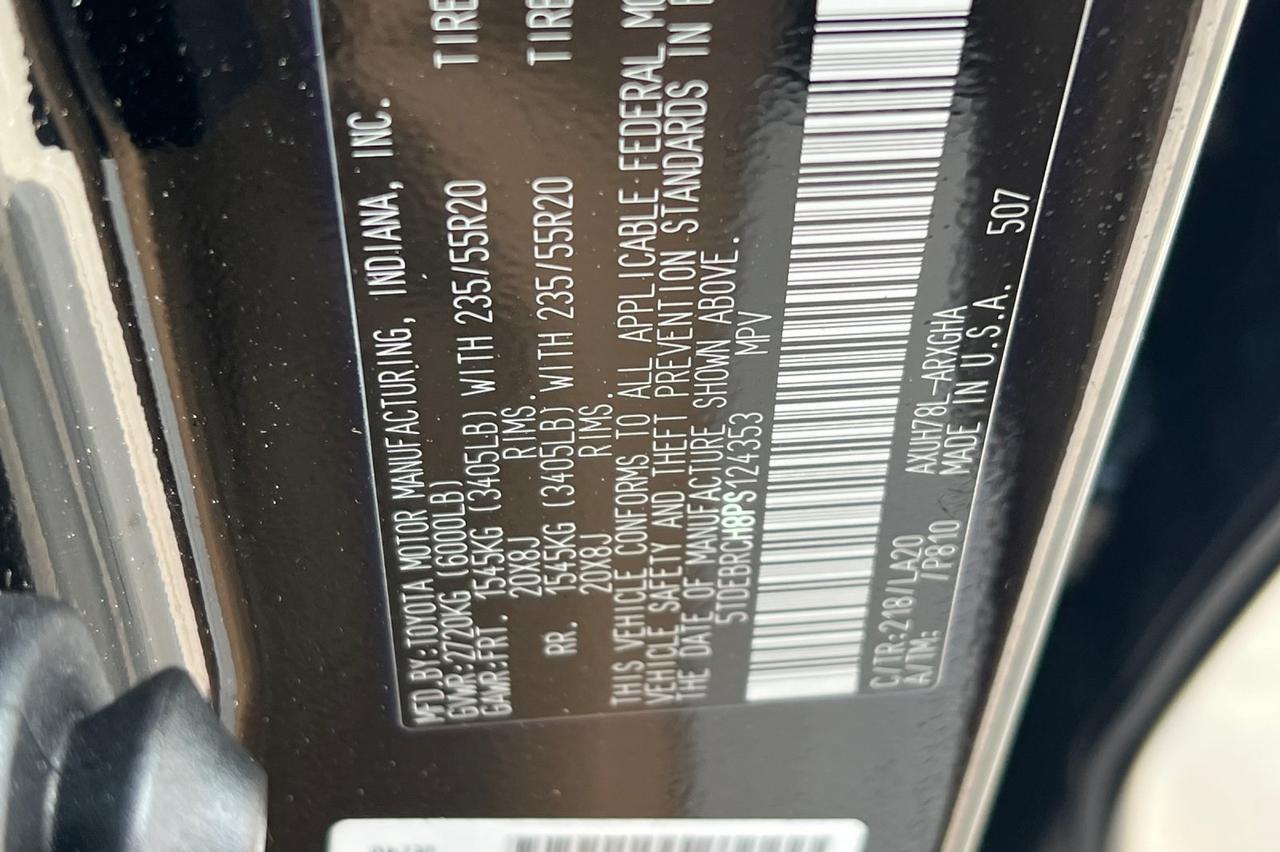 MFD.BY:TOYOTA MOTOR MANUFACTURING, INDIANA, INC.
GVWR:2720KG (6000LB)
GAWR:FRT. 1545KG (3405LB) WITH 235/55R20 TIRE
20X8J RIMS.
RR. 1545KG (3405LB) WITH 235/55R20 TIRE
20X8J RIMS.
THIS VEHICLE CONFORMS TO ALL APPLICABLE FEDERAL MO
VEHICLE SAFETY AND THEFT PREVENTION STANDARDS IN E
THE DATE OF MANUFACTURE SHOWN ABOVE.
5TDEBRCH8PS124353 MPV
C/TR:218/LA20 AXUH78L-ARXGHA
A/TM: /P810 MADE IN U.S.A. 507